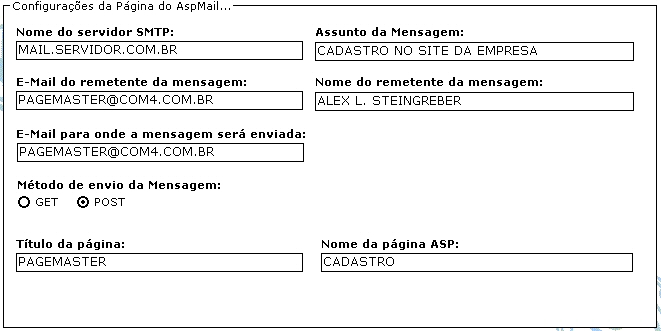 Configurações da Página do AspMail...
Nome do servidor SMTP: Assunto da Mensagem:
MAIL.SERVIDOR.COM.BR CADASTRO NO SITE DA EMPRESA
E-Mail do remetente da mensagem: Nome do remetente da mensagem:
PAGEMASTER@COM4.COM.BR ALEX L. STEINGREBER
E-Mail para onde a mensagem será enviada:
PAGEMASTER@COM4.COM.BR
Método de envio da Mensagem:
GET POST
Título da página: Nome da página ASP:
PAGEMASTER CADASTRO